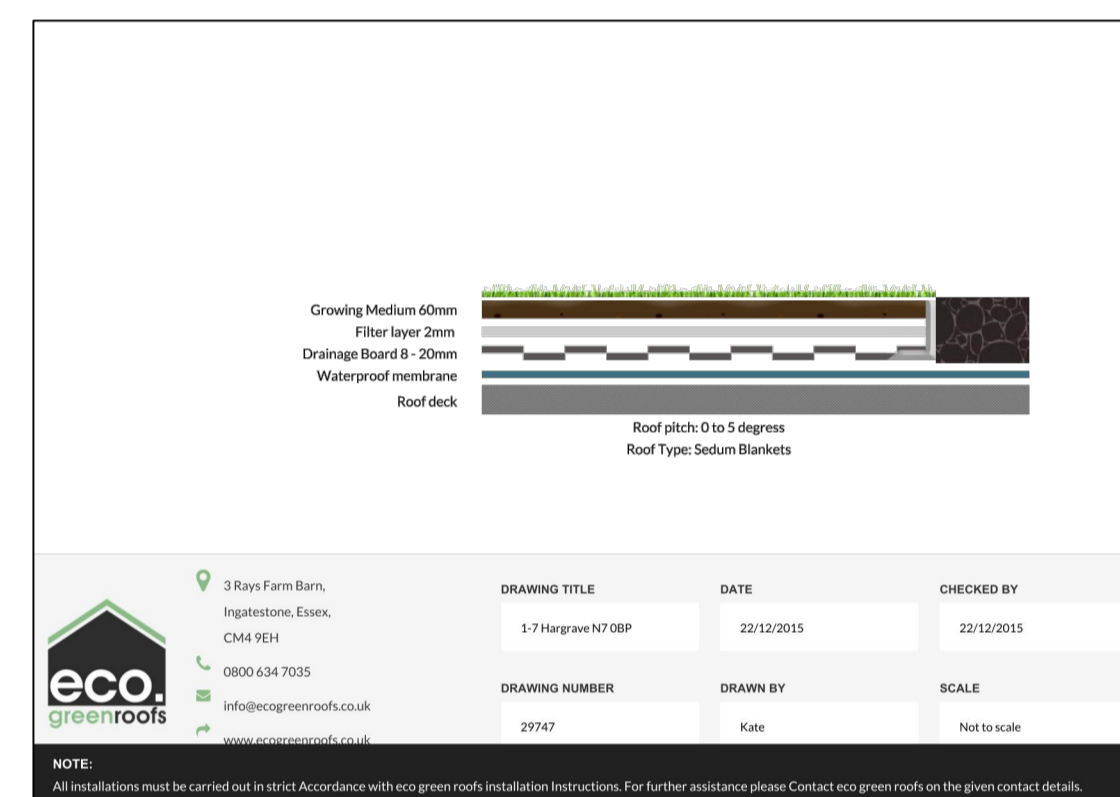 Growing Medium 60mm
Filter layer 2mm
Drainage Board 8 - 20mm
Waterproof membrane
Roof deck
Roof pitch: 0 to 5 degress
Roof Type: Sedum Blankets
eco.
greenroofs
3 Rays Farm Barn,
Ingatestone, Essex,
CM4 9EH
0800 634 7035
info@ecogreenroofs.co.uk
www.ecogreenroofs.co.uk
DRAWING TITLE
1-7 Hargrave N7 0BP
DATE
22/12/2015
CHECKED BY
22/12/2015
DRAWING NUMBER
29747
DRAWN BY
Kate
SCALE
Not to scale
NOTE:
All installations must be carried out in strict Accordance with eco green roofs installation Instructions. For further assistance please Contact eco green roofs on the given contact details.